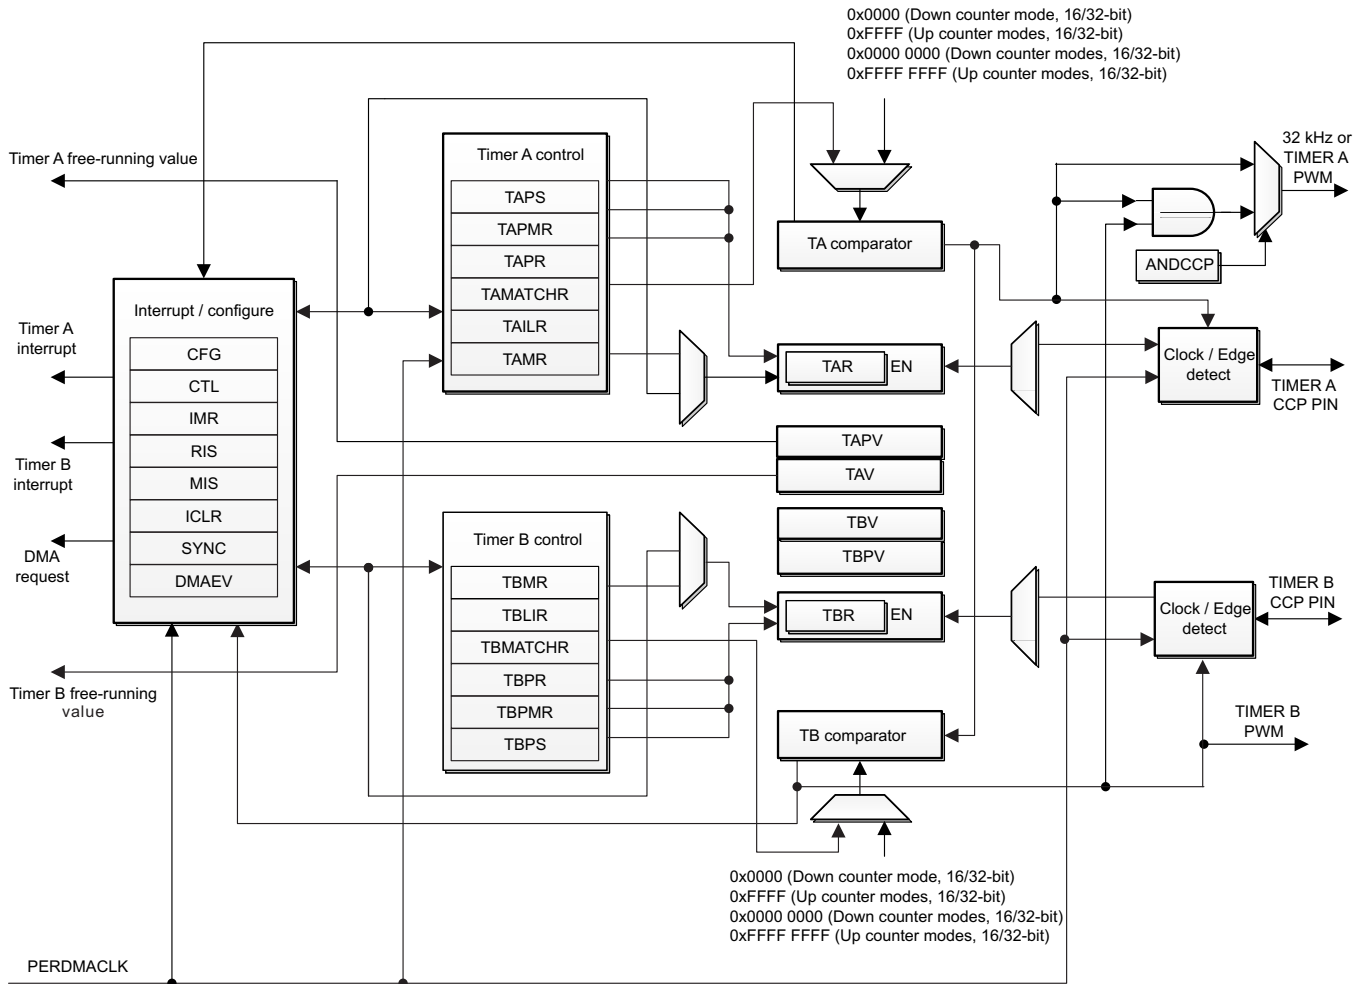 0x0000 (Down counter mode, 16/32-bit)
0xFFFF (Up counter modes, 16/32-bit)
0x0000 0000 (Down counter modes, 16/32-bit)
0xFFFF FFFF (Up counter modes, 16/32-bit)
Timer A free-running value
Timer A control
TAPS
TAPMR
TAPR
TAMATCHR
TAILR
TAMR
TA comparator
32 kHz or
TIMER A
PWM
ANDCCP
Interrupt / configure
CFG
CTL
IMR
RIS
MIS
ICLR
SYNC
DMAEV
Timer A
interrupt
Timer B
interrupt
DMA
request
TAR
EN
Clock / Edge
detect
TIMER A
CCP PIN
TAPV
TAV
TBV
TBPV
Timer B control
TBMR
TBLIR
TBMATCHR
TBPR
TBPMR
TBPS
TBR
EN
Clock / Edge
detect
TIMER B
CCP PIN
Timer B free-running
value
TB comparator
TIMER B
PWM
0x0000 (Down counter mode, 16/32-bit)
0xFFFF (Up counter modes, 16/32-bit)
0x0000 0000 (Down counter modes, 16/32-bit)
0xFFFF FFFF (Up counter modes, 16/32-bit)
PERDMACLK